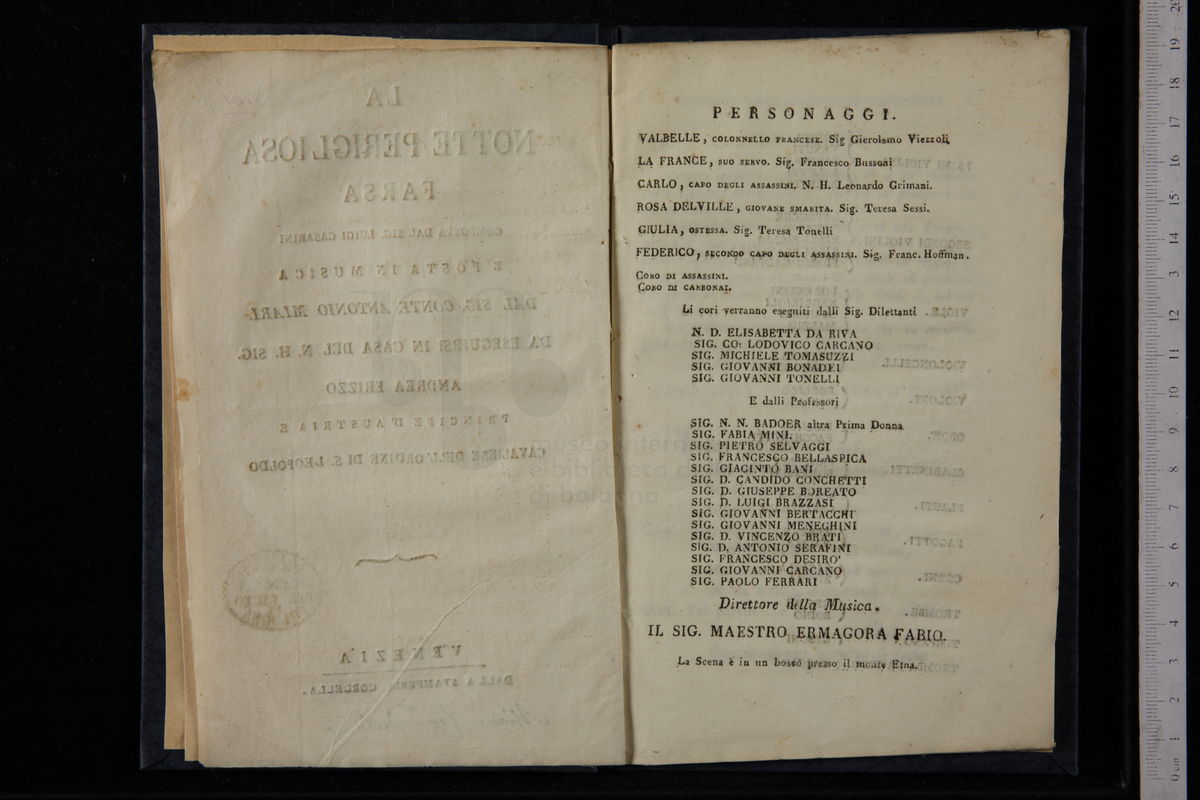 PERSONAGGI.
VALBELLE, COLONNELLO FRANCESE. Sig Gierolamo Viezzoli.
LA FRANCE, SUO SERVO. Sig. Francesco Bussoni
CARLO, CAPO DEGLI ASSASSINI. N. H. Leonardo Grimani.
ROSA DELVILLE, GIOVANE SMARITA. Sig. Teresa Sessi.
GIULIA, OSTESSA. Sig. Teresa Tonelli
FEDERICO, SECONDO CAPO DEGLI ASSASSINI. Sig. Franc. Hoffman.
CORO DI ASSASSINI.
CORO DI CARBONAI.
Li cori verranno eseguiti dalli Sig. Dilettanti
N. D. ELISABETTA DA RIVA
SIG. CO: LODOVICO CARCANO
SIG. MICHIELE TOMASUZZI
SIG. GIOVANNI BONADEI
SIG. GIOVANNI TONELLI
E dalli Professori
SIG. N. N. BADOER altra Prima Donna
SIG. FABIA MINI.
SIG. PIETRO SELVAGGI
SIG. FRANCESCO BELLASPICA
SIG. GIACINTO BANI
SIG. D. CANDIDO CONCHETTI
SIG. D. GIUSEPPE BOREATO
SIG. D. LUIGI BRAZZASI
SIG. GIOVANNI BERTACCHI
SIG. GIOVANNI MENEGHINI
SIG. D. VINCENZO BRATI
SIG. D. ANTONIO SERAFINI
SIG. FRANCESCO DESIRO'
SIG. GIOVANNI CARCANO
SIG. PAOLO FERRARI
Direttore della Musica.
IL SIG. MAESTRO ERMAGORA FABIO.
La Scena è in un bosco presso il monte Etna.